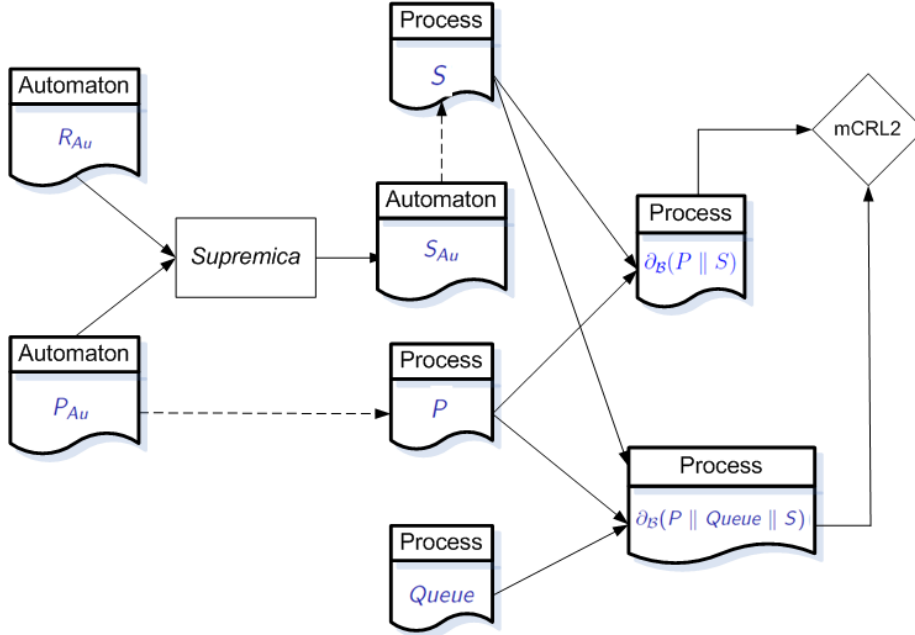 Process
S
Automaton
R_Au
mCRL2
Automaton
S_Au
Process
∂_B(P ∥ S)
Supremica
Automaton
P_Au
Process
P
Process
∂_B(P ∥ Queue ∥ S)
Process
Queue